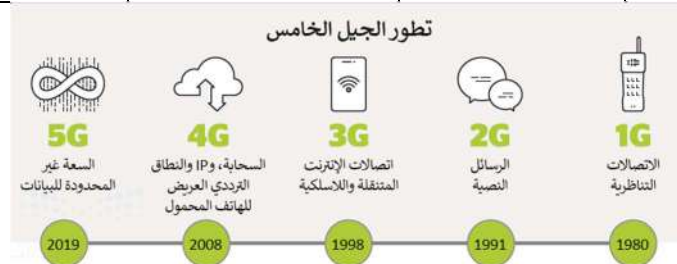 تطور الجيل الخامس
1G
الاتصالات
التناظرية
1980
2G
الرسائل
النصية
1991
3G
اتصالات الإنترنت
المتنقلة واللاسلكية
1998
4G
السحابة، وIP والنطاق
الترددي العريض
للهاتف المحمول
2008
5G
السعة غير
المحدودة للبيانات
2019